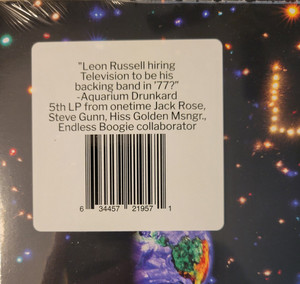 "Leon Russell hiring
Television to be his
backing band in '77?"
-Aquarium Drunkard
5th LP from onetime Jack Rose,
Steve Gunn, Hiss Golden Msngr.,
Endless Boogie collaborator
6 34457 21957 1